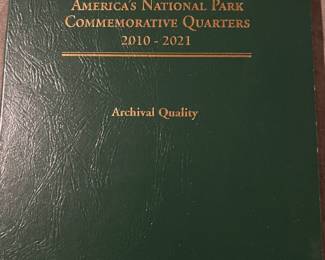 America's National Park
Commemorative Quarters
2010 - 2021
Archival Quality